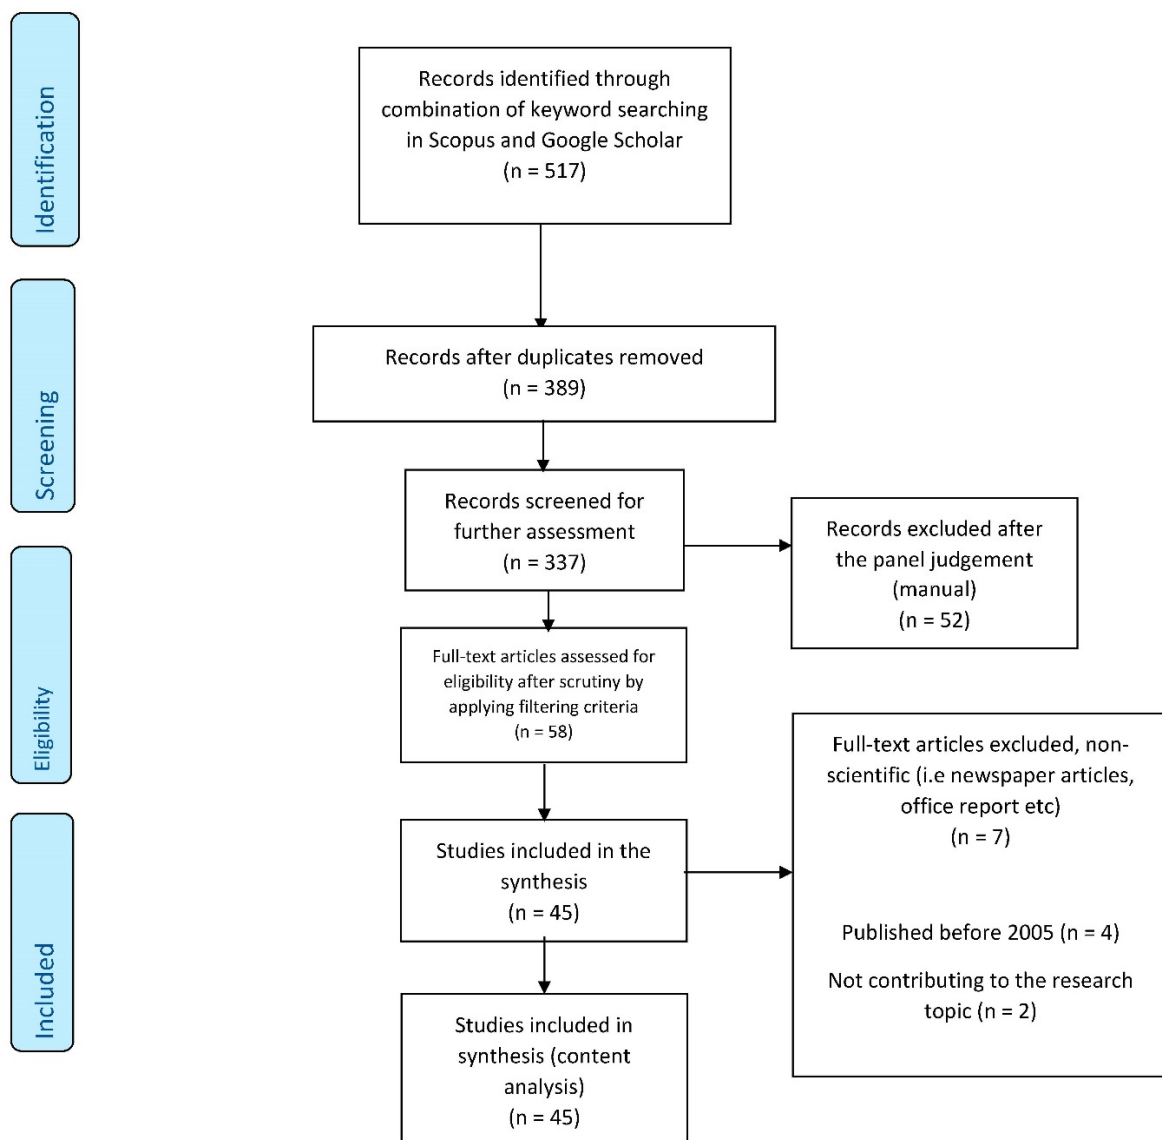 Identification
Records identified through
combination of keyword searching
in Scopus and Google Scholar
(n = 517)
Screening
Records after duplicates removed
(n = 389)
Records screened for
further assessment
(n = 337)
Records excluded after
the panel judgement
(manual)
(n = 52)
Eligibility
Full-text articles assessed for
eligibility after scrutiny by
applying filtering criteria
(n = 58)
Full-text articles excluded, non-
scientific (i.e newspaper articles,
office report etc)
(n = 7)
Published before 2005 (n = 4)
Not contributing to the research
topic (n = 2)
Included
Studies included in the
synthesis
(n = 45)
Studies included in
synthesis (content
analysis)
(n = 45)